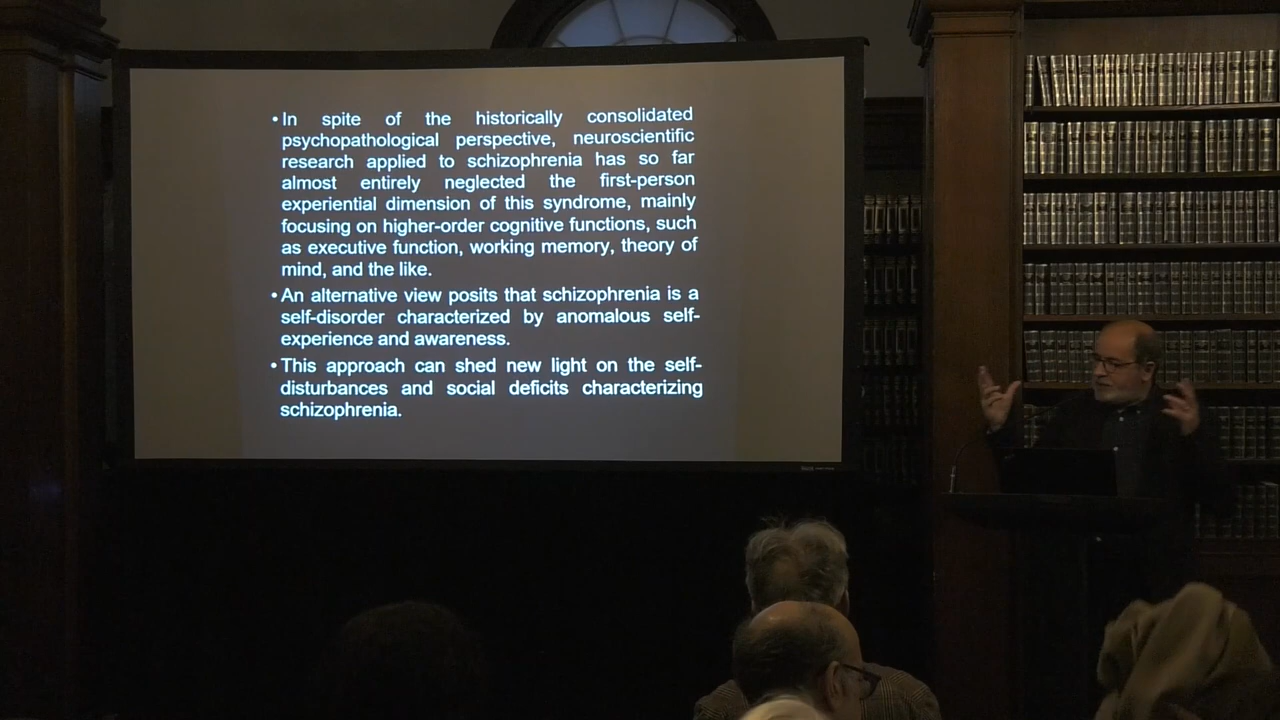 • In spite of the historically consolidated
psychopathological perspective, neuroscientific
research applied to schizophrenia has so far
almost entirely neglected the first-person
experiential dimension of this syndrome, mainly
focusing on higher-order cognitive functions, such
as executive function, working memory, theory of
mind, and the like.
• An alternative view posits that schizophrenia is a
self-disorder characterized by anomalous self-
experience and awareness.
• This approach can shed new light on the self-
disturbances and social deficits characterizing
schizophrenia.